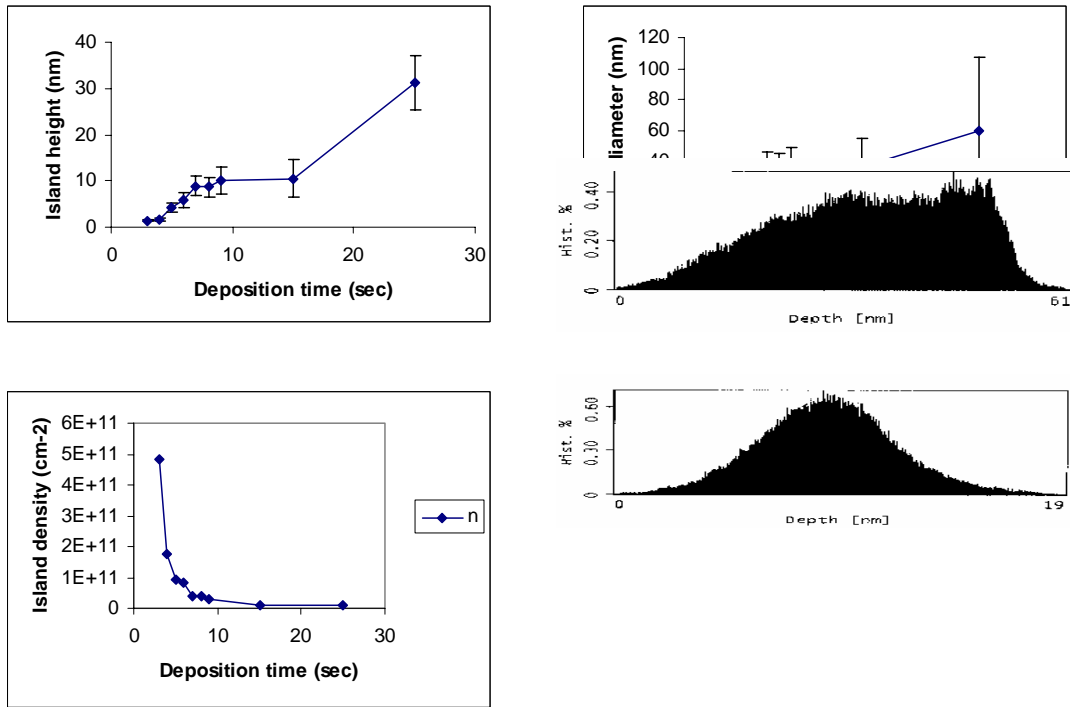 40
30
20
10
0
0 10 20 30
Island height (nm)
Deposition time (sec)
120
100
80
60
diameter (nm)
0.40
0.20
0
Hist. %
0 61
Depth [nm]
6E+11
5E+11
4E+11
3E+11
2E+11
1E+11
0
0 10 20 30
Island density (cm-2)
Deposition time (sec)
n
0.60
0.30
0
Hist. %
0 19
Depth [nm]